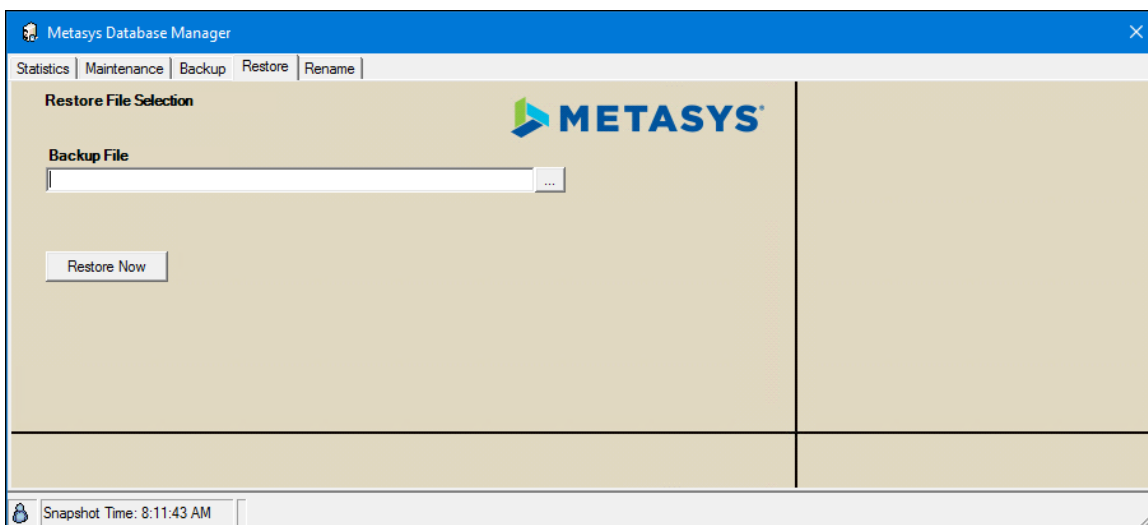 Metasys Database Manager
Statistics Maintenance Backup Restore Rename
Restore File Selection
METASYS®
Backup File
...
Restore Now
Snapshot Time: 8:11:43 AM